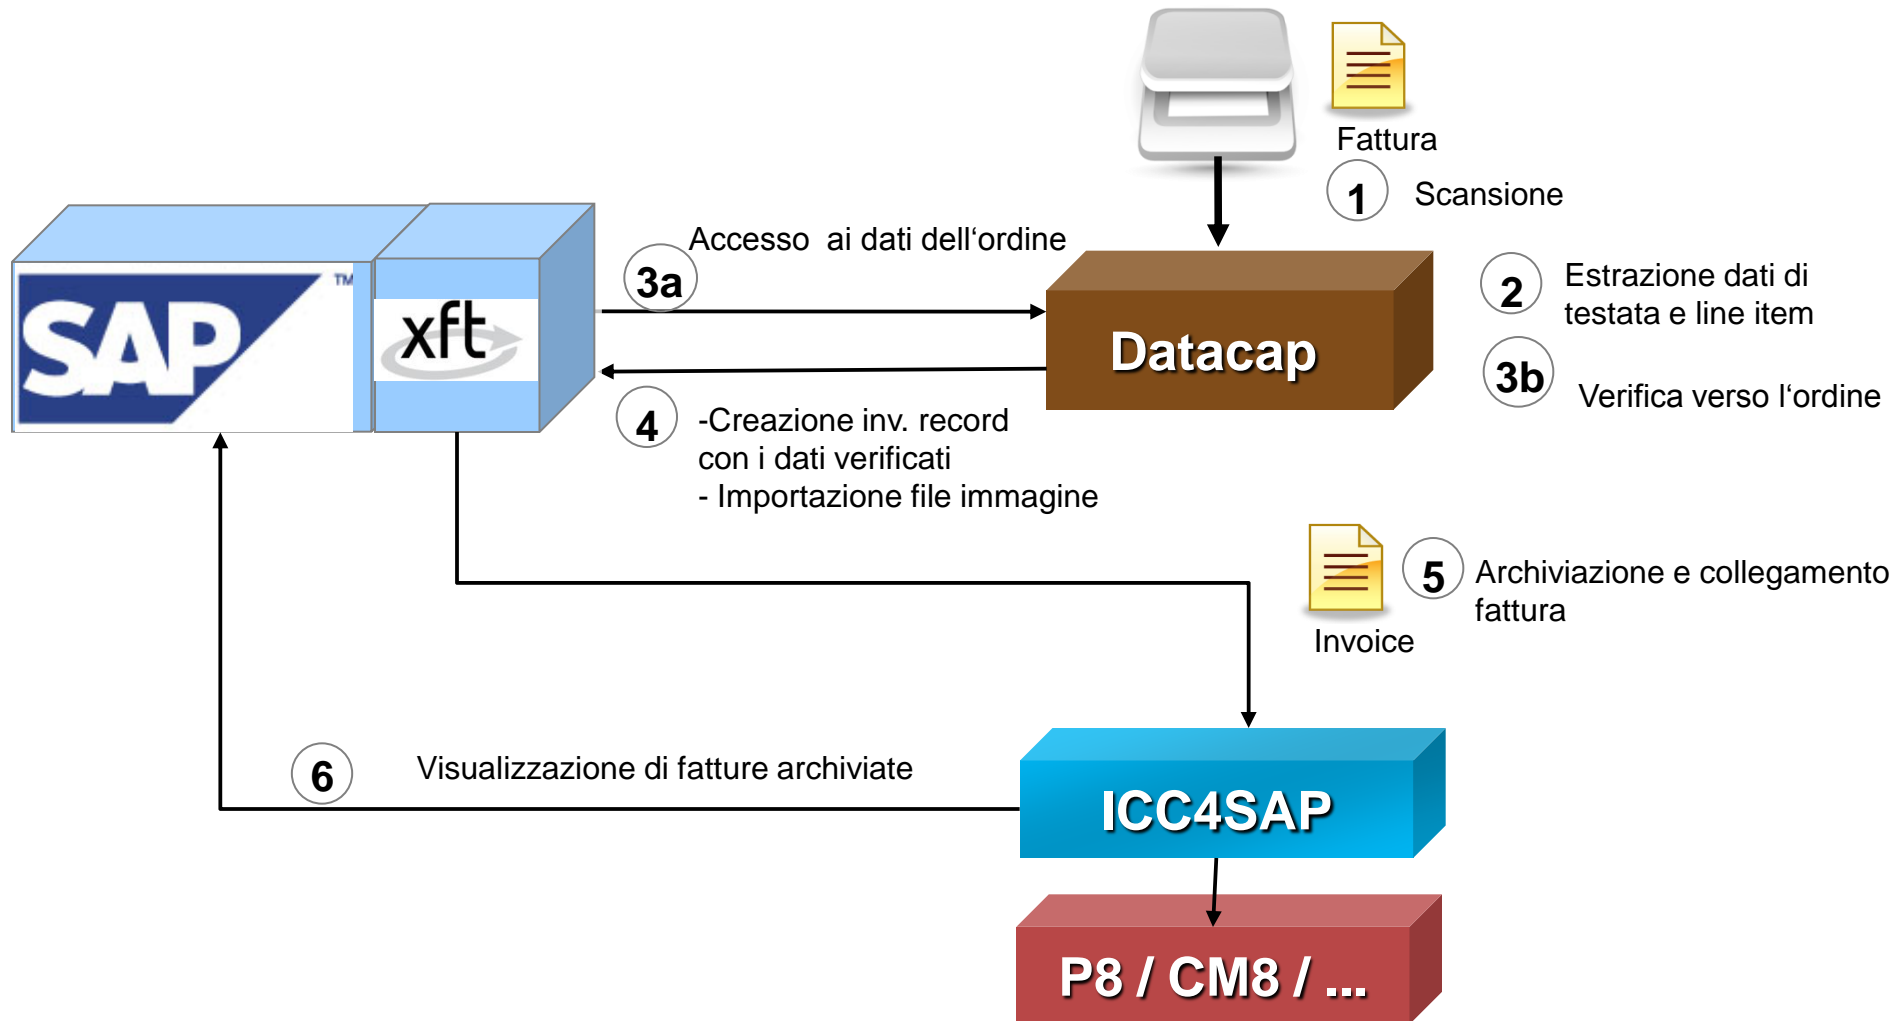 Fattura
1
Scansione
Accesso  ai dati dell‘ordine
3a
SAP
TM
xft
Datacap
2
Estrazione dati di
testata e line item
3b
Verifica verso l‘ordine
4
-Creazione inv. record
con i dati verificati
- Importazione file immagine
5
Archiviazione e collegamento
fattura
Invoice
6
Visualizzazione di fatture archiviate
ICC4SAP
P8 / CM8 / ...